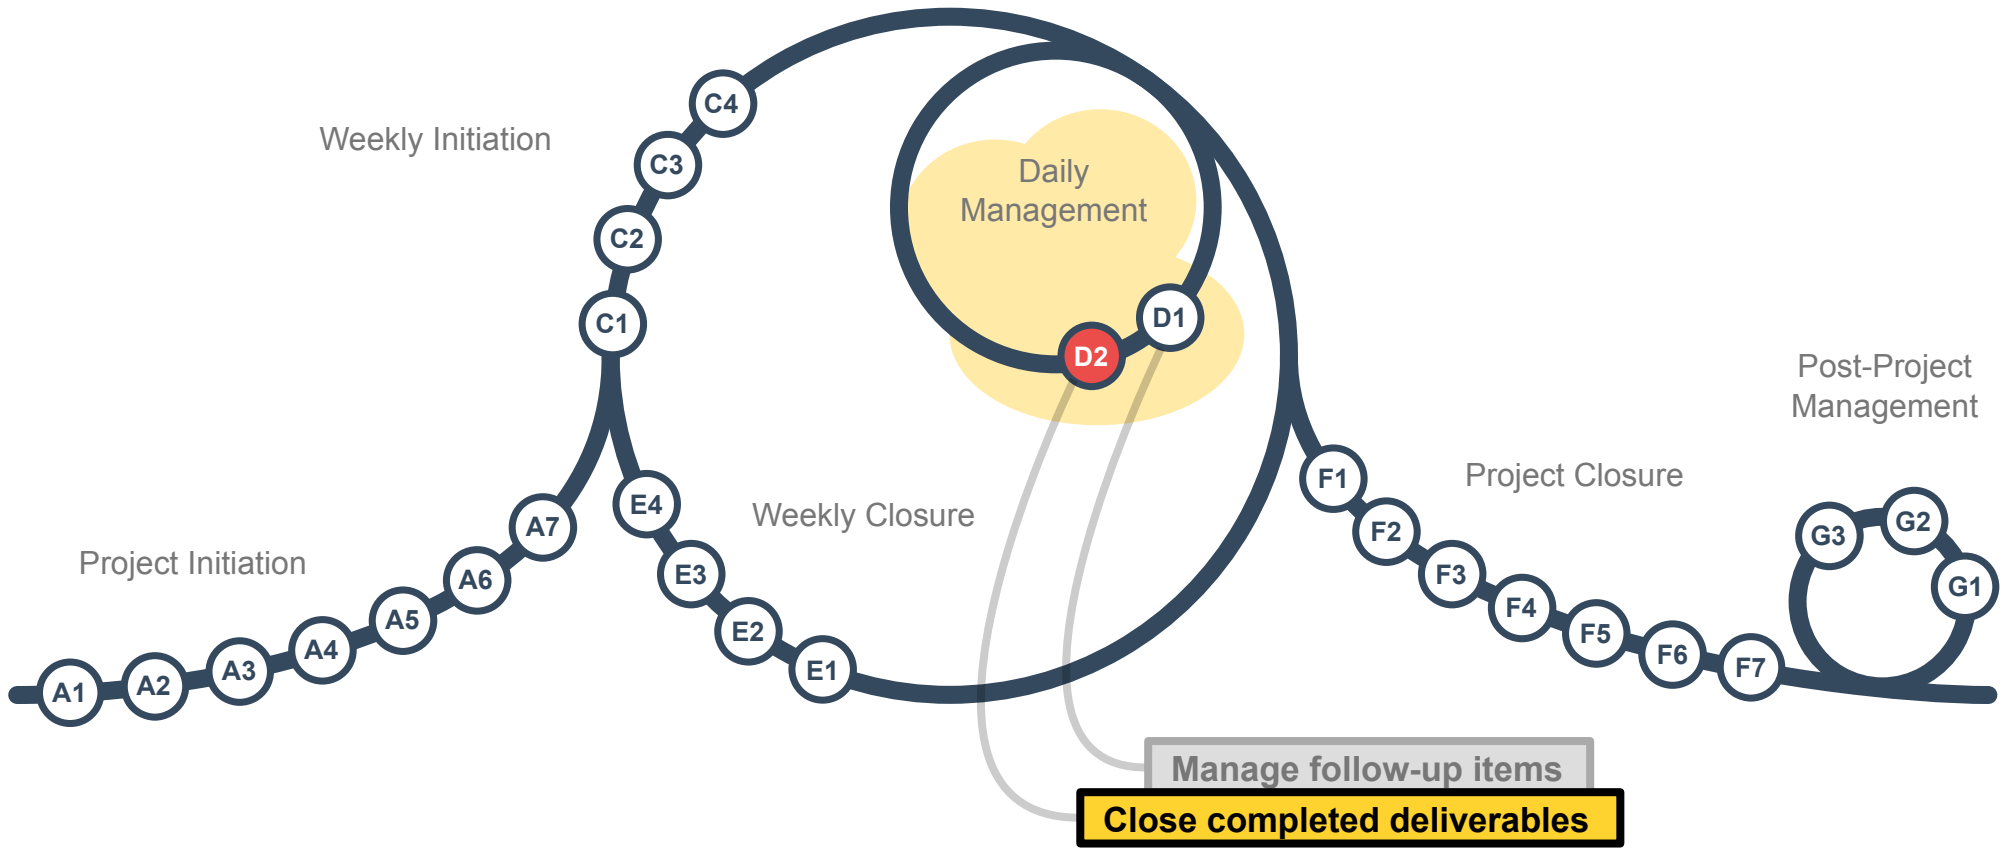 C4
Weekly Initiation
C3
Daily
Management
C2
C1
D1
D2
Post-Project
Management
F1
Project Closure
E4
Weekly Closure
A7
F2
G3
G2
Project Initiation
A6
E3
F3
G1
A5
E2
F4
A4
F5
A3
E1
F6
F7
A2
A1
Manage follow-up items
Close completed deliverables